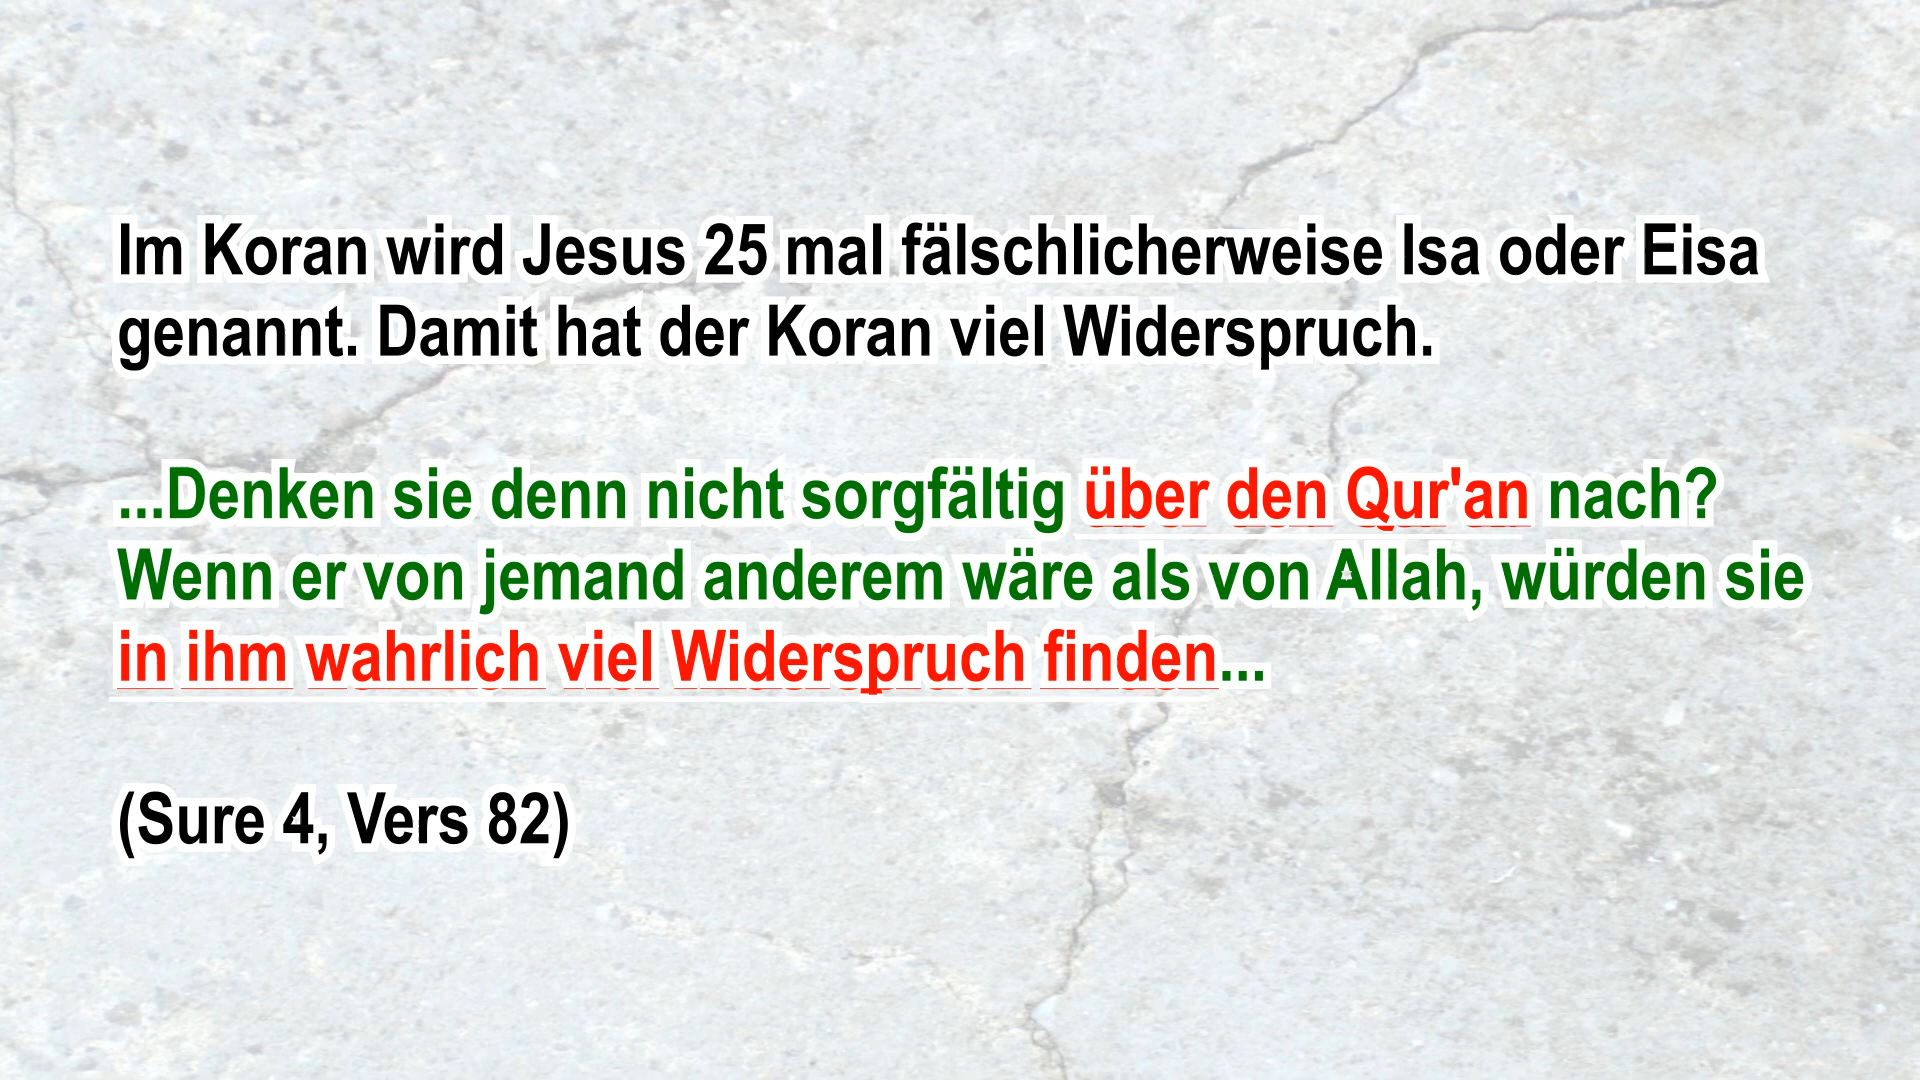 Im Koran wird Jesus 25 mal fälschlicherweise Isa oder Eisa
genannt. Damit hat der Koran viel Widerspruch.
...Denken sie denn nicht sorgfältig über den Qur'an nach?
Wenn er von jemand anderem wäre als von Allah, würden sie
in ihm wahrlich viel Widerspruch finden...
(Sure 4, Vers 82)